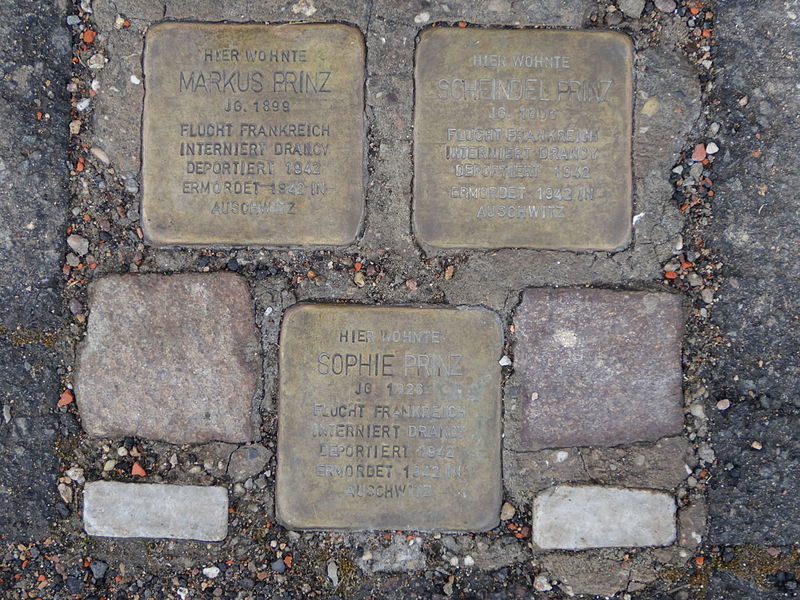 HIER WOHNTE
MARKUS PRINZ
JG. 1899
FLUCHT FRANKREICH
INTERNIERT DRANCY
DEPORTIERT 1942
ERMORDET 1942 IN
AUSCHWITZ
HIER WOHNTE
SCHEINDEL PRINZ
JG.
FLUCHT FRANKREICH
INTERNIERT DRANCY
DEPORTIERT 1942
ERMORDET 1942 IN
AUSCHWITZ
HIER WOHNTE
SOPHIE PRINZ
JG. 1926
FLUCHT FRANKREICH
INTERNIERT DRANCY
DEPORTIERT 1942
ERMORDET 1942 IN
AUSCHWITZ